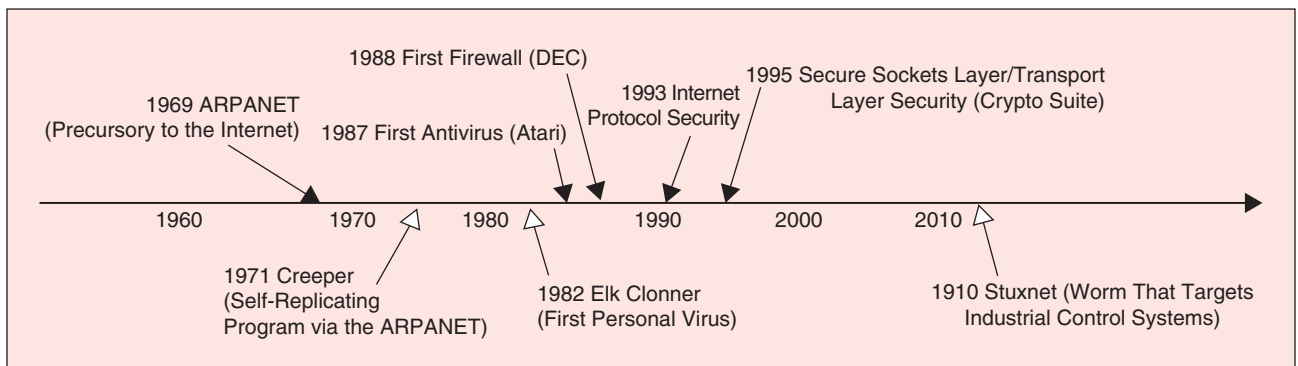 1988 First Firewall (DEC)
1995 Secure Sockets Layer/Transport
Layer Security (Crypto Suite)
1969 ARPANET
(Precursory to the Internet)
1993 Internet
Protocol Security
1987 First Antivirus (Atari)
1960
1970
1980
1990
2000
2010
1971 Creeper
(Self-Replicating
Program via the ARPANET)
1982 Elk Clonner
(First Personal Virus)
1910 Stuxnet (Worm That Targets
Industrial Control Systems)